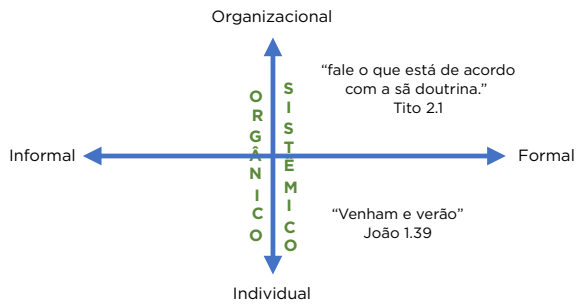 Organizacional
“fale o que está de acordo
com a sã doutrina.”
Tito 2.1
ORGÂNICO
SISTÊMICO
Informal
Formal
“Venham e verão”
João 1.39
Individual